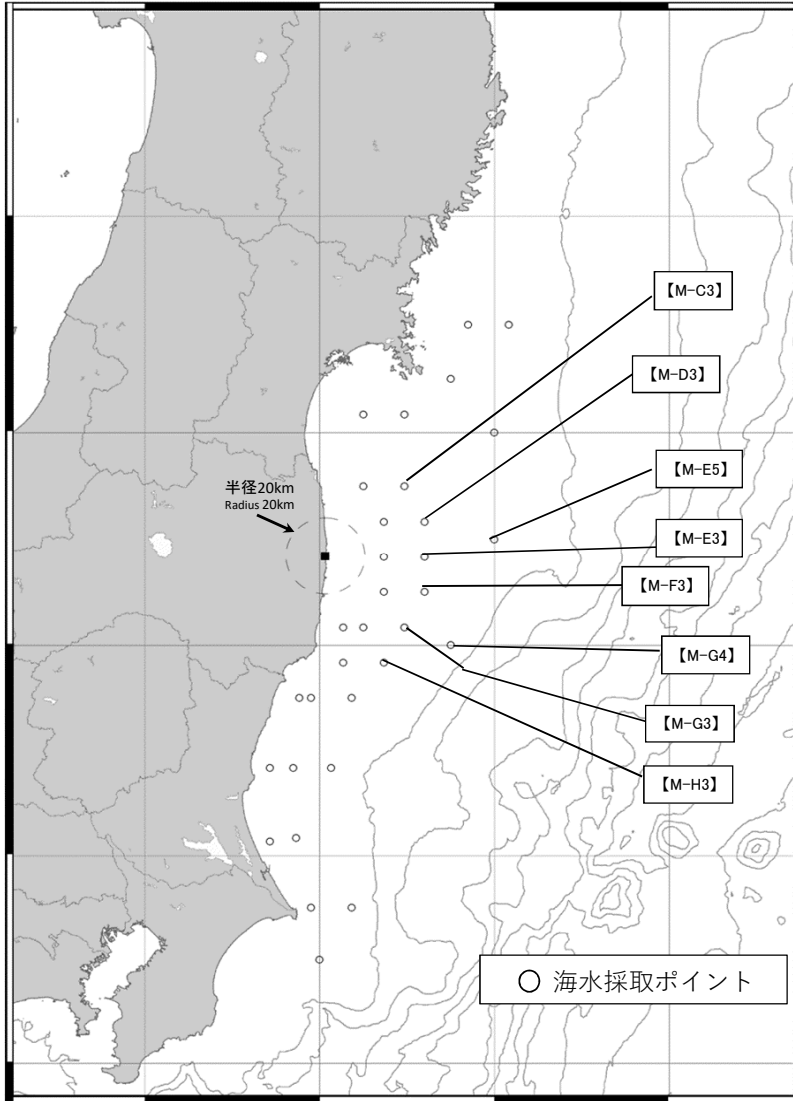 【M-C3】
【M-D3】
【M-E5】
半径20km
Radius 20km
【M-E3】
【M-F3】
【M-G4】
【M-G3】
【M-H3】
○ 海水採取ポイント